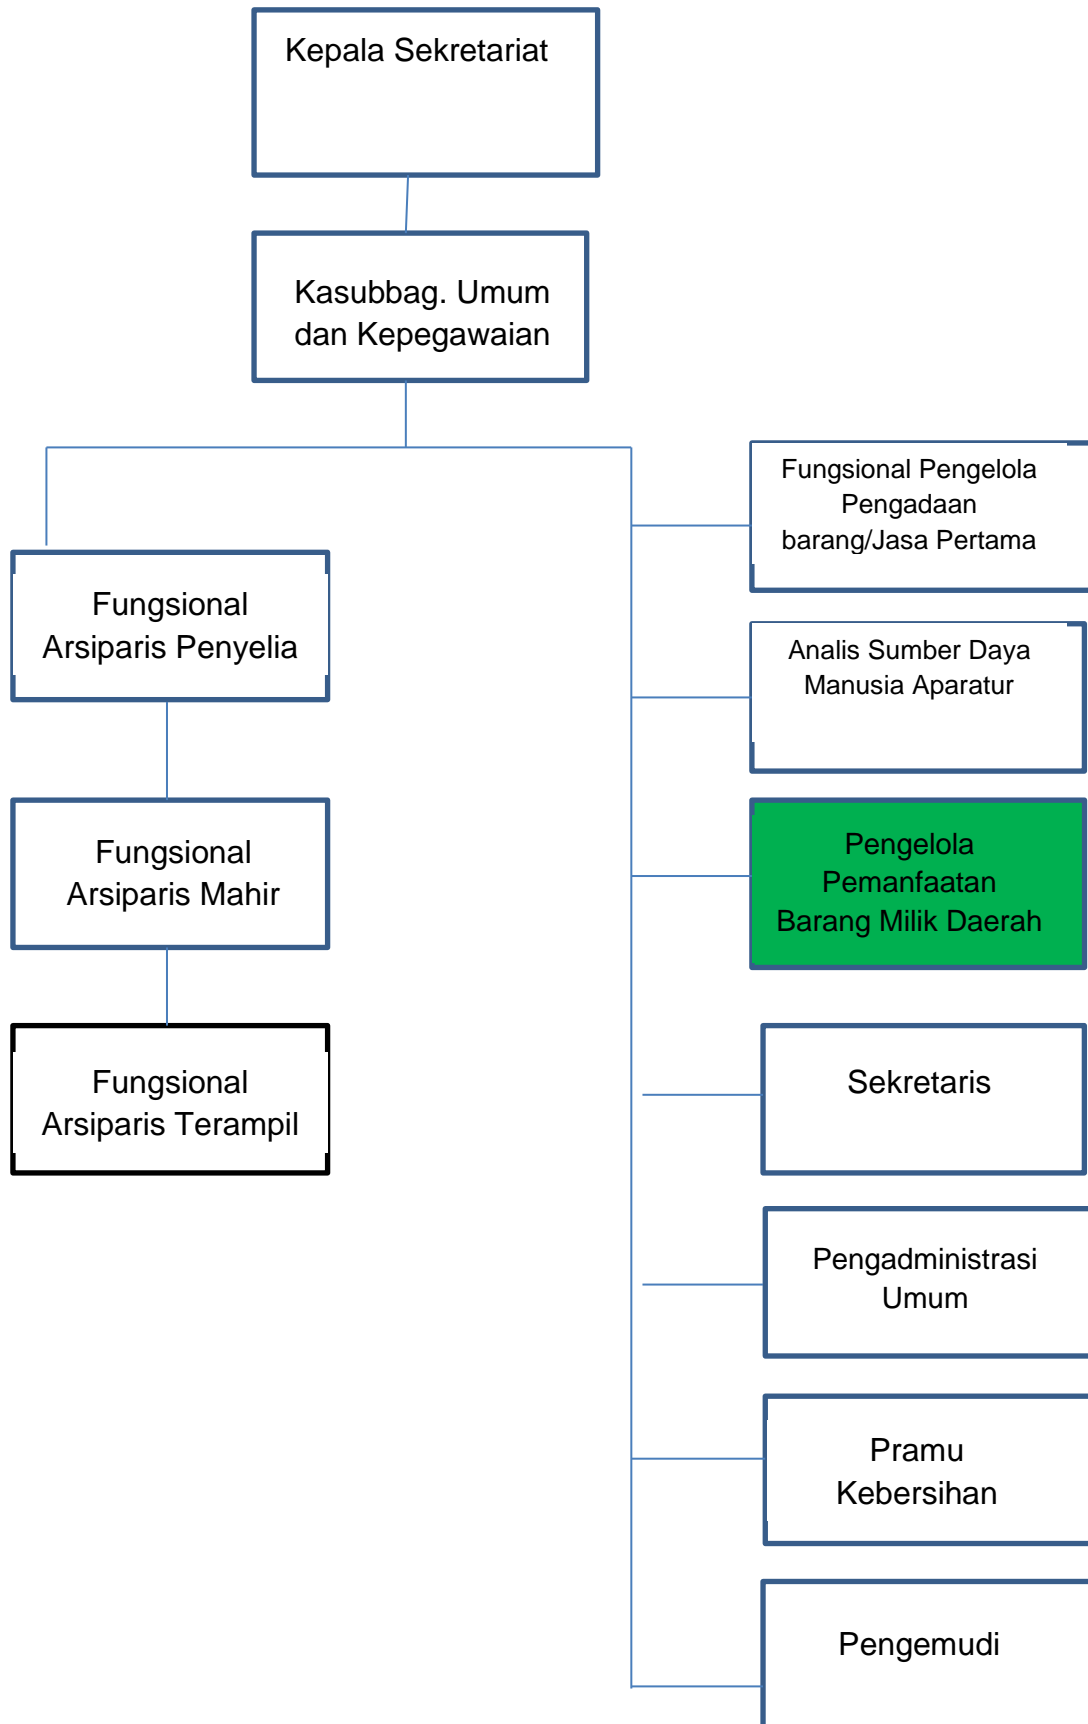 Kepala Sekretariat
Kasubbag. Umum
dan Kepegawaian
Fungsional
Arsiparis Penyelia
Fungsional
Arsiparis Mahir
Fungsional
Arsiparis Terampil
Fungsional Pengelola
Pengadaan
barang/Jasa Pertama
Analis Sumber Daya
Manusia Aparatur
Pengelola
Pemanfaatan
Barang Milik Daerah
Sekretaris
Pengadministrasi
Umum
Pramu
Kebersihan
Pengemudi